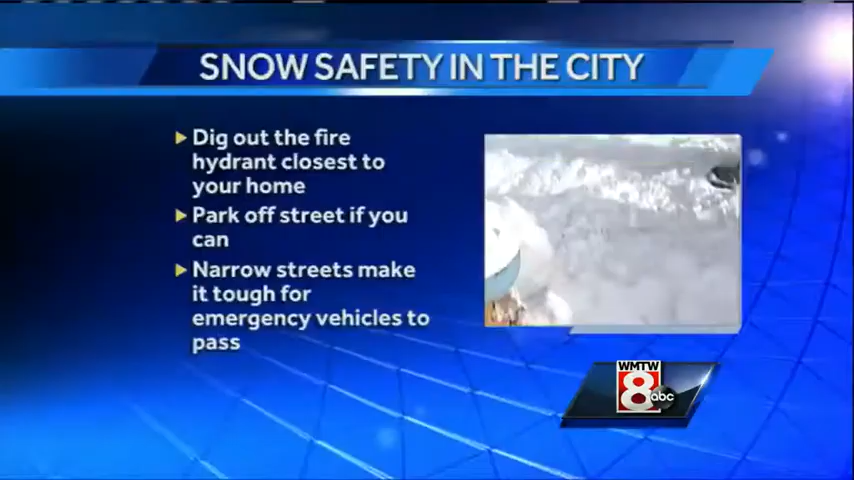 SNOW SAFETY IN THE CITY
Dig out the fire
hydrant closest to
your home
Park off street if you
can
Narrow streets make
it tough for
emergency vehicles to
pass
WMTW
8
abc